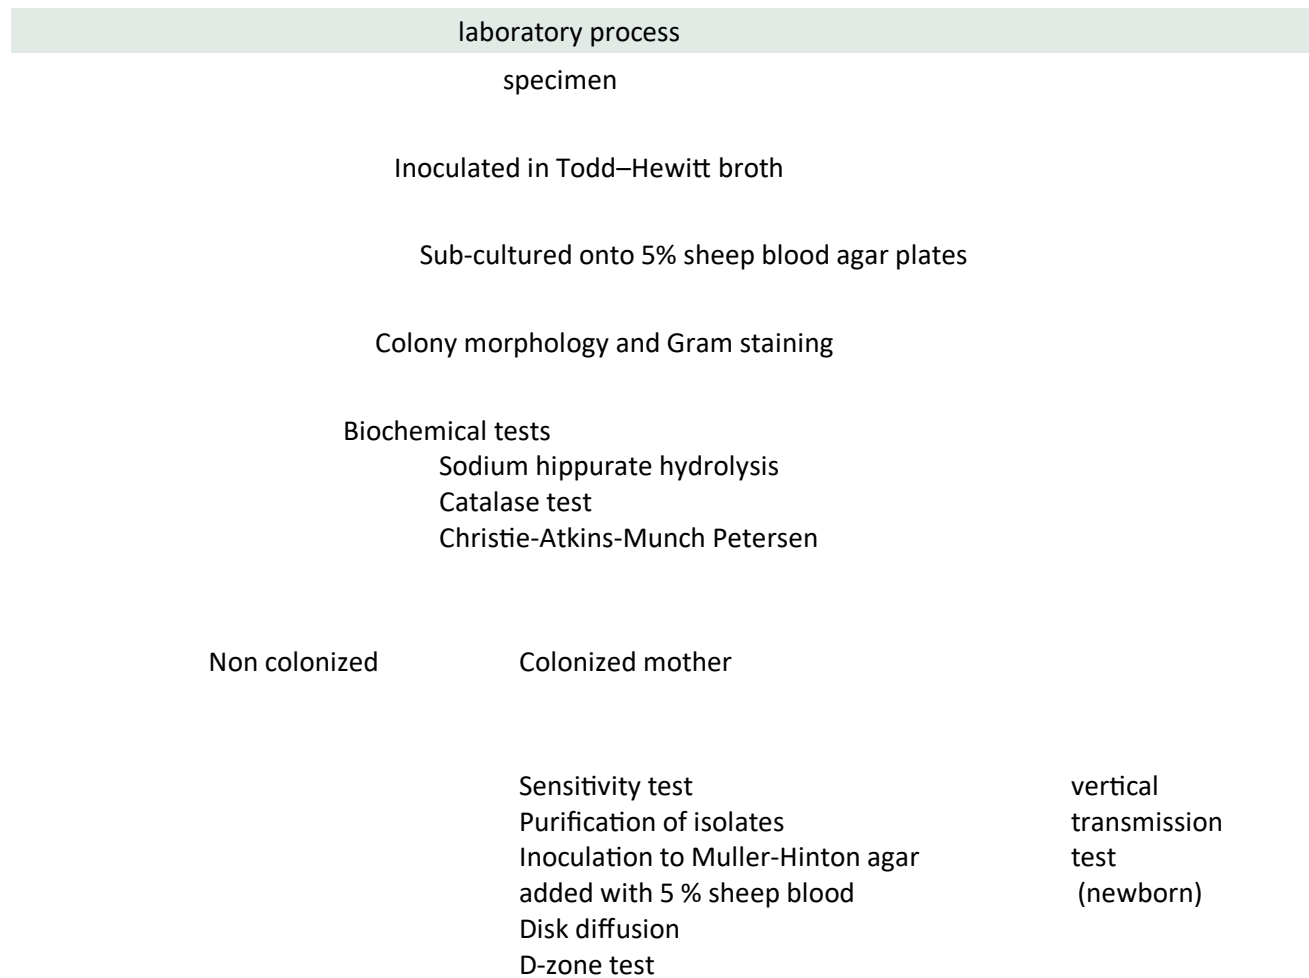 laboratory process
specimen
Inoculated in Todd–Hewitt broth
Sub-cultured onto 5% sheep blood agar plates
Colony morphology and Gram staining
Biochemical tests
Sodium hippurate hydrolysis
Catalase test
Christie-Atkins-Munch Petersen
Non colonized
Colonized mother
Sensitivity test
Purification of isolates
Inoculation to Muller-Hinton agar
added with 5 % sheep blood
Disk diffusion
D-zone test
vertical
transmission
test
(newborn)